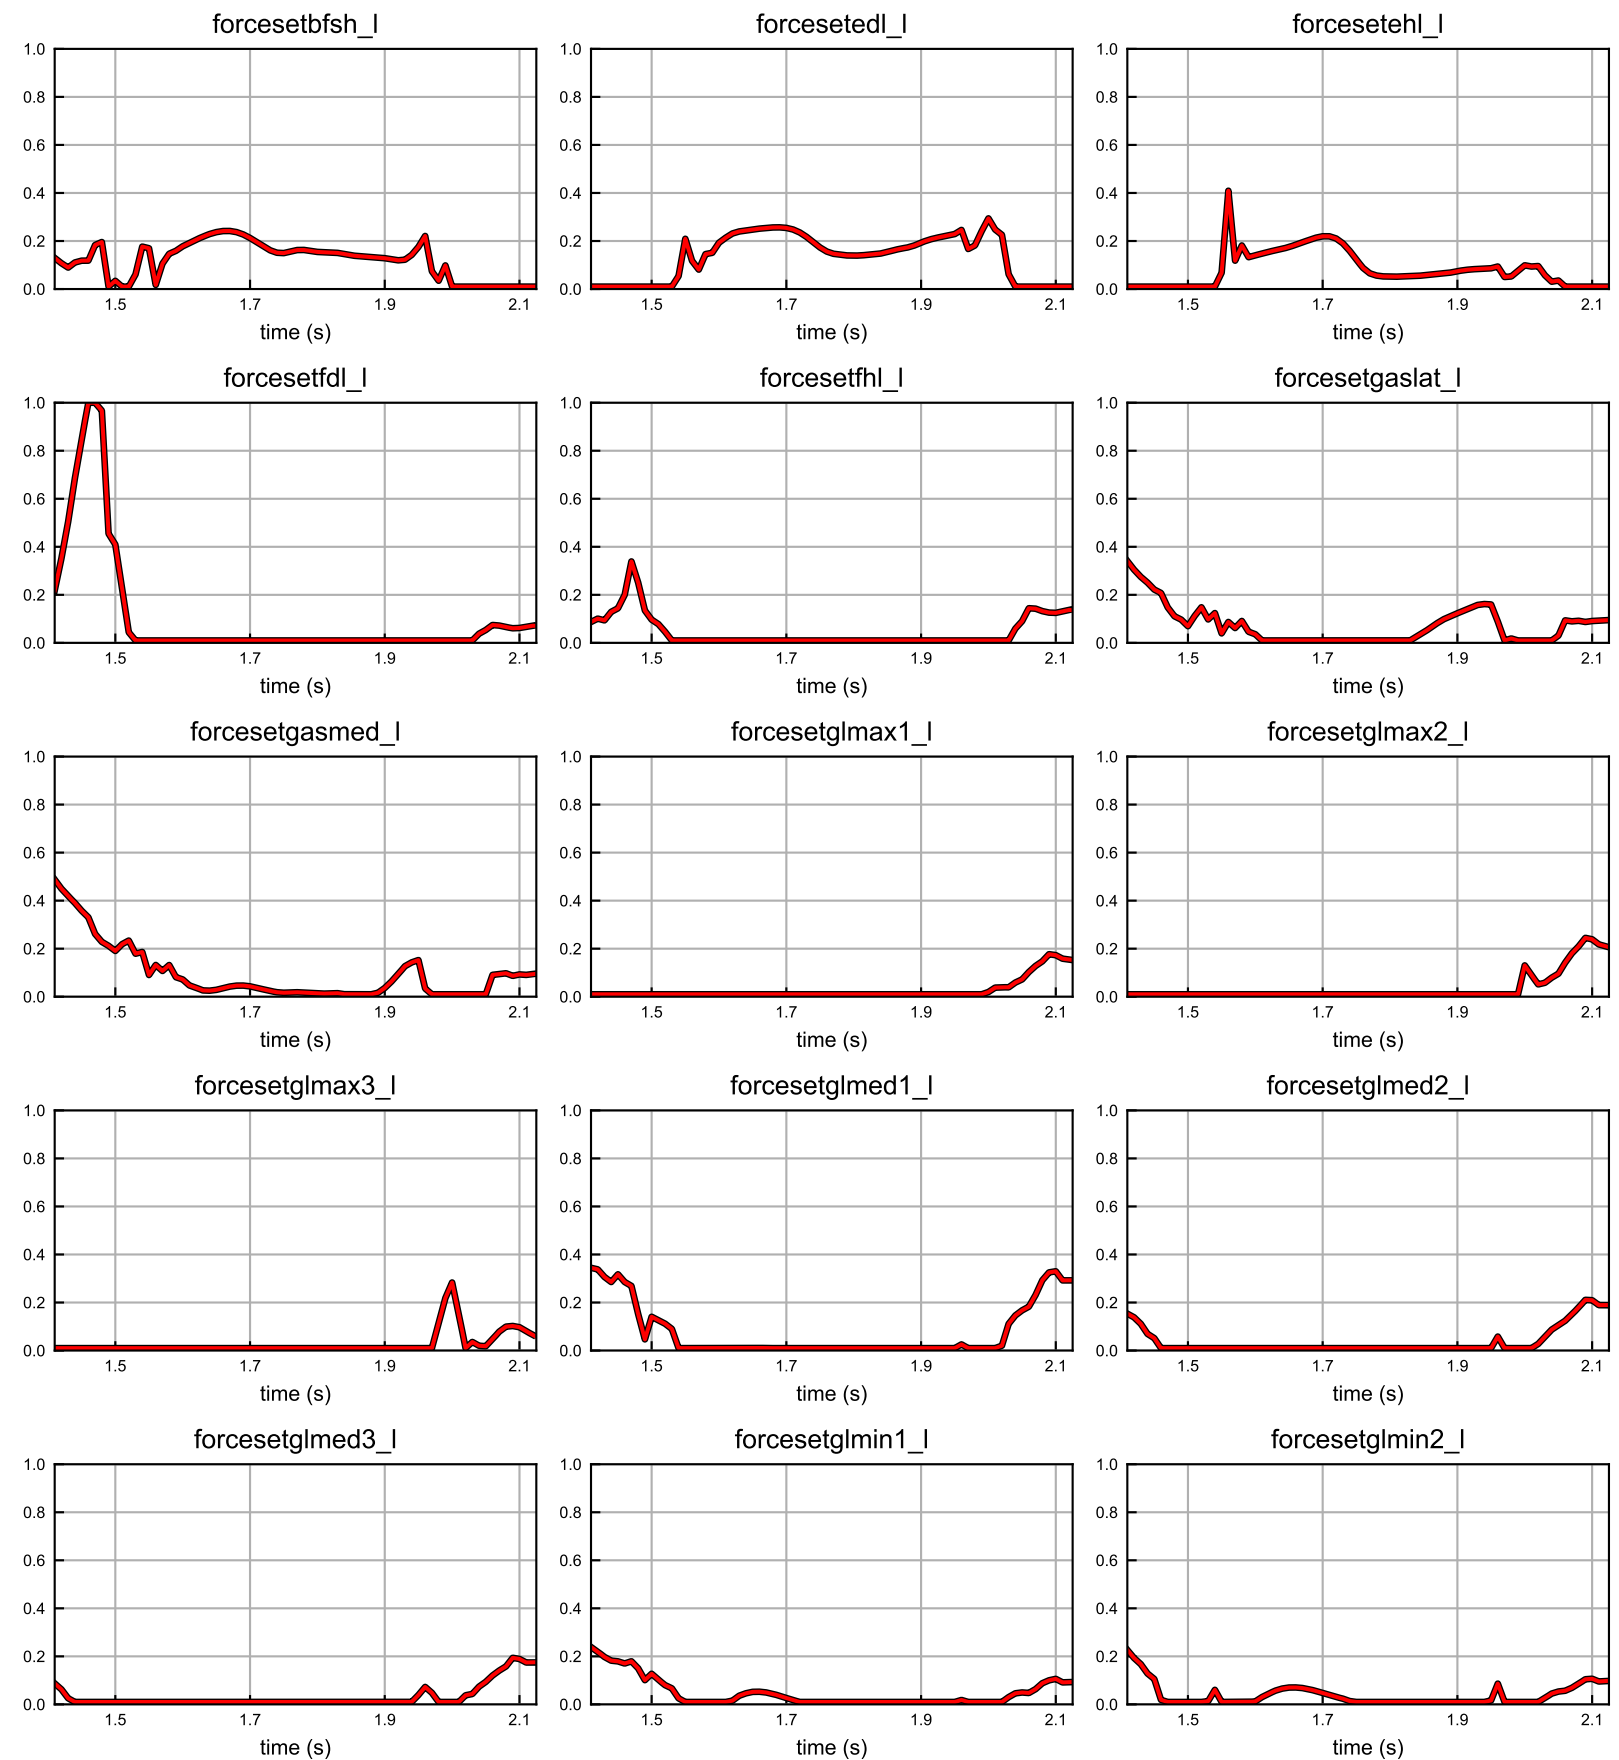 forcesetbfsh_l
forcesetedl_l
forcesetehl_l
1.0
0.8
0.6
0.4
0.2
0.0
1.5 1.7 1.9 2.1
time (s)
1.0
0.8
0.6
0.4
0.2
0.0
1.5 1.7 1.9 2.1
time (s)
1.0
0.8
0.6
0.4
0.2
0.0
1.5 1.7 1.9 2.1
time (s)
forcesetfdl_l
forcesetfhl_l
forcesetgaslat_l
1.0
0.8
0.6
0.4
0.2
0.0
1.5 1.7 1.9 2.1
time (s)
1.0
0.8
0.6
0.4
0.2
0.0
1.5 1.7 1.9 2.1
time (s)
1.0
0.8
0.6
0.4
0.2
0.0
1.5 1.7 1.9 2.1
time (s)
forcesetgasmed_l
forcesetglmax1_l
forcesetglmax2_l
1.0
0.8
0.6
0.4
0.2
0.0
1.5 1.7 1.9 2.1
time (s)
1.0
0.8
0.6
0.4
0.2
0.0
1.5 1.7 1.9 2.1
time (s)
1.0
0.8
0.6
0.4
0.2
0.0
1.5 1.7 1.9 2.1
time (s)
forcesetglmax3_l
forcesetglmed1_l
forcesetglmed2_l
1.0
0.8
0.6
0.4
0.2
0.0
1.5 1.7 1.9 2.1
time (s)
1.0
0.8
0.6
0.4
0.2
0.0
1.5 1.7 1.9 2.1
time (s)
1.0
0.8
0.6
0.4
0.2
0.0
1.5 1.7 1.9 2.1
time (s)
forcesetglmed3_l
forcesetglmin1_l
forcesetglmin2_l
1.0
0.8
0.6
0.4
0.2
0.0
1.5 1.7 1.9 2.1
time (s)
1.0
0.8
0.6
0.4
0.2
0.0
1.5 1.7 1.9 2.1
time (s)
1.0
0.8
0.6
0.4
0.2
0.0
1.5 1.7 1.9 2.1
time (s)